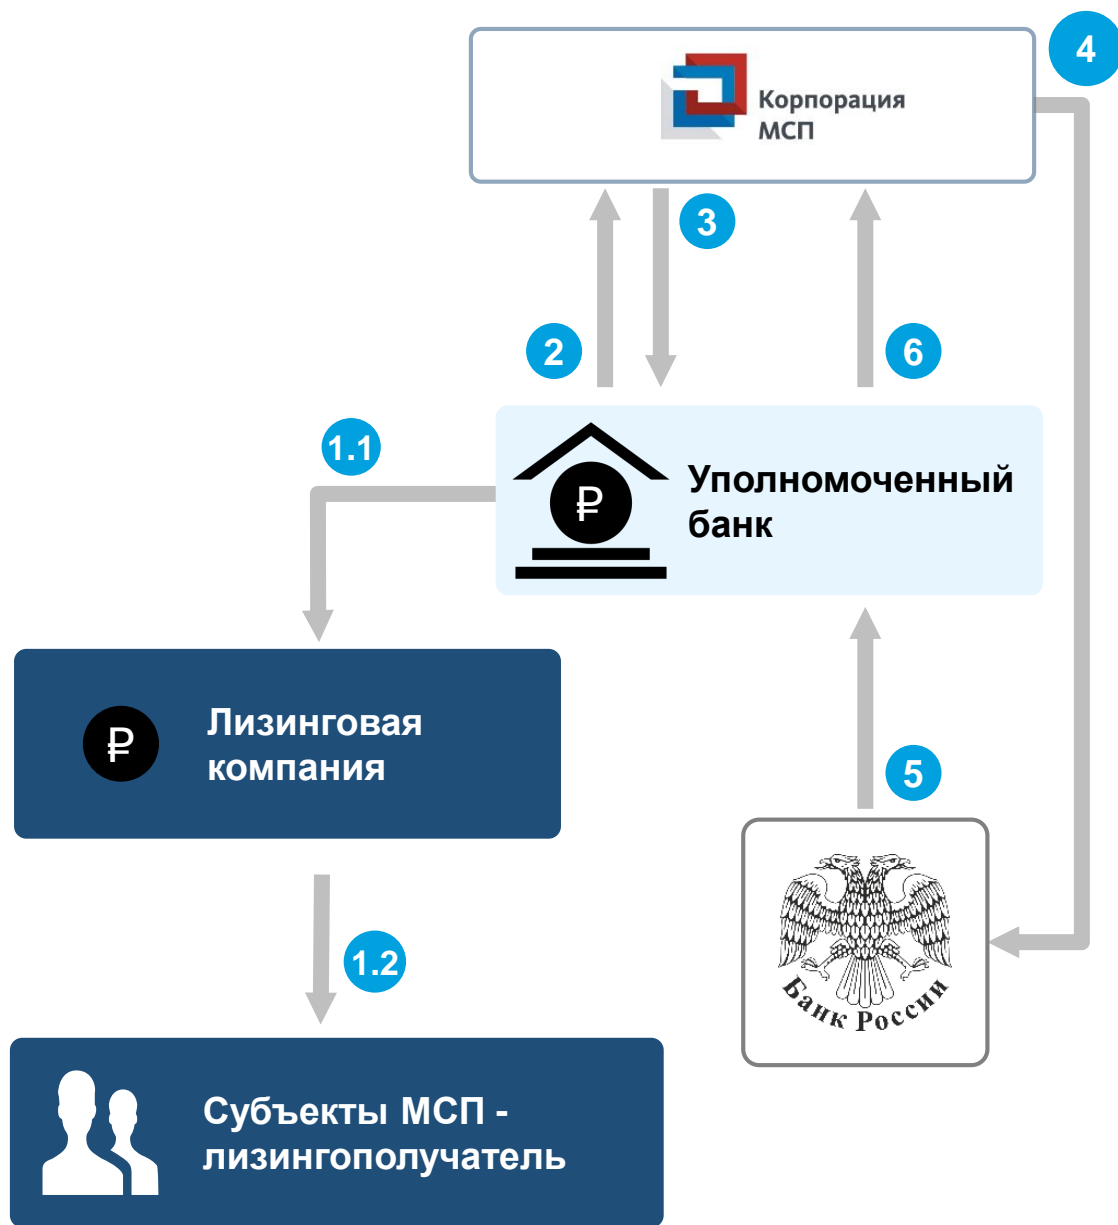 4
Корпорация
МСП
3
2
6
1.1
₽
Уполномоченный
банк
₽
Лизинговая
компания
5
1.2
Банк России
Субъекты МСП -
лизингополучатель